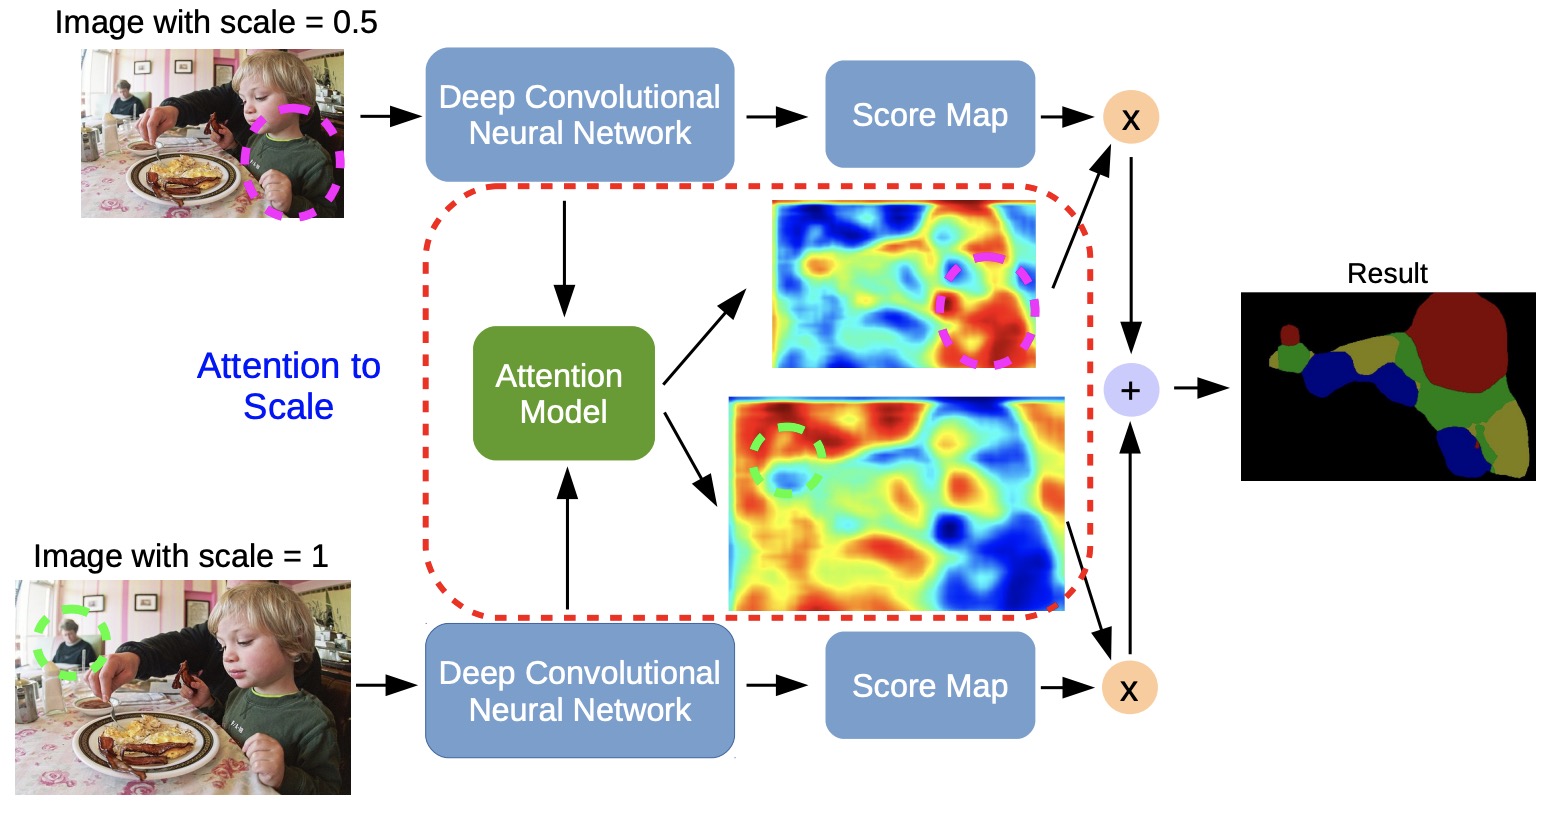 Image with scale = 0.5
Deep Convolutional
Neural Network
Score Map
x
Attention to
Scale
Attention
Model
+
Result
Image with scale = 1
Deep Convolutional
Neural Network
Score Map
x